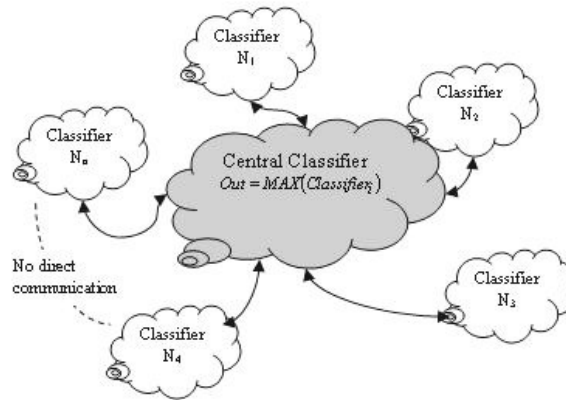 Classifier
N₁
Classifier
N₂
Classifier
Nₙ
Central Classifier
Out = MAX(Classifierᵢ)
No direct
communication
Classifier
N₃
Classifier
N₄